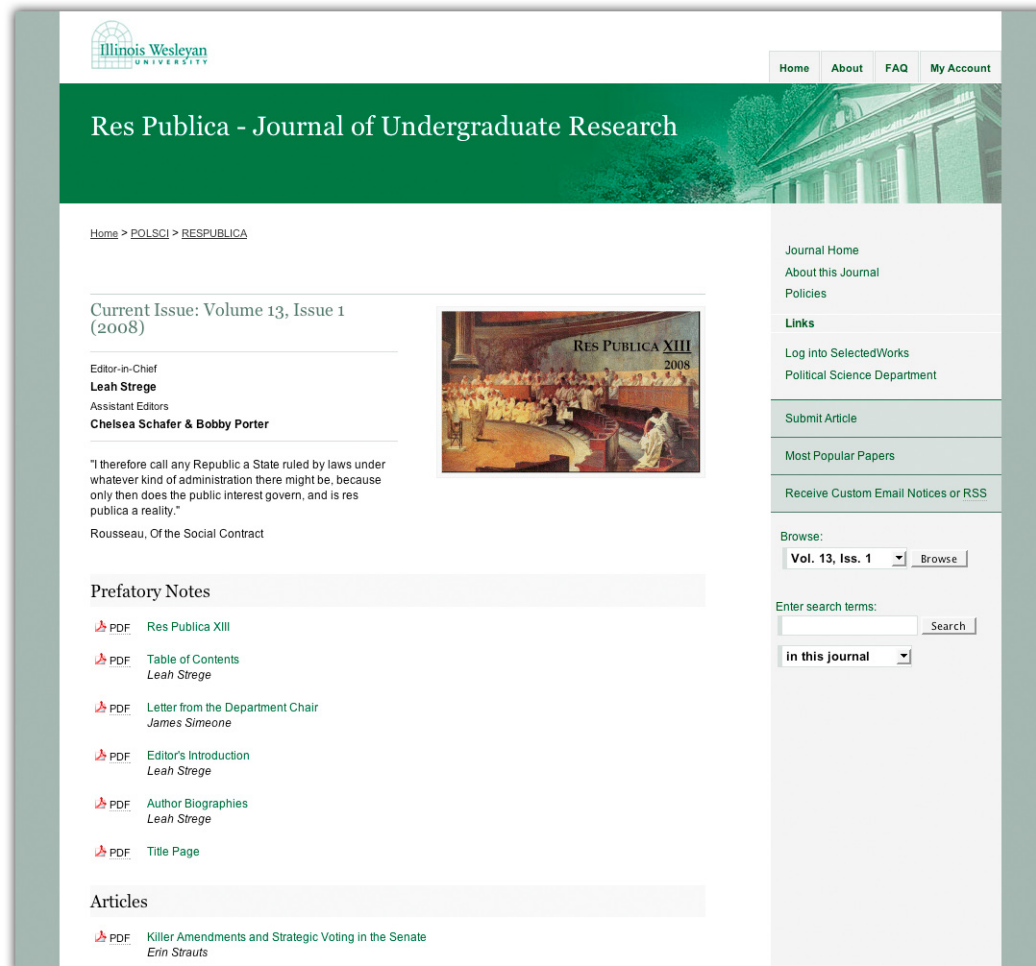 Illinois Wesleyan
UNIVERSITY
Home
About
FAQ
My Account
Res Publica - Journal of Undergraduate Research
Home > POLSCI > RESPUBLICA
Current Issue: Volume 13, Issue 1
(2008)
Editor-in-Chief
Leah Strege
Assistant Editors
Chelsea Schafer & Bobby Porter
"I therefore call any Republic a State ruled by laws under
whatever kind of administration there might be, because
only then does the public interest govern, and is res
publica a reality."
Rousseau, Of the Social Contract
RES PUBLICA XIII
2008
Prefatory Notes
PDF Res Publica XIII
PDF Table of Contents
Leah Strege
PDF Letter from the Department Chair
James Simeone
PDF Editor's Introduction
Leah Strege
PDF Author Biographies
Leah Strege
PDF Title Page
Articles
PDF Killer Amendments and Strategic Voting in the Senate
Erin Strauts
Journal Home
About this Journal
Policies
Links
Log into SelectedWorks
Political Science Department
Submit Article
Most Popular Papers
Receive Custom Email Notices or RSS
Browse:
Vol. 13, Iss. 1 Browse
Enter search terms:
Search
in this journal